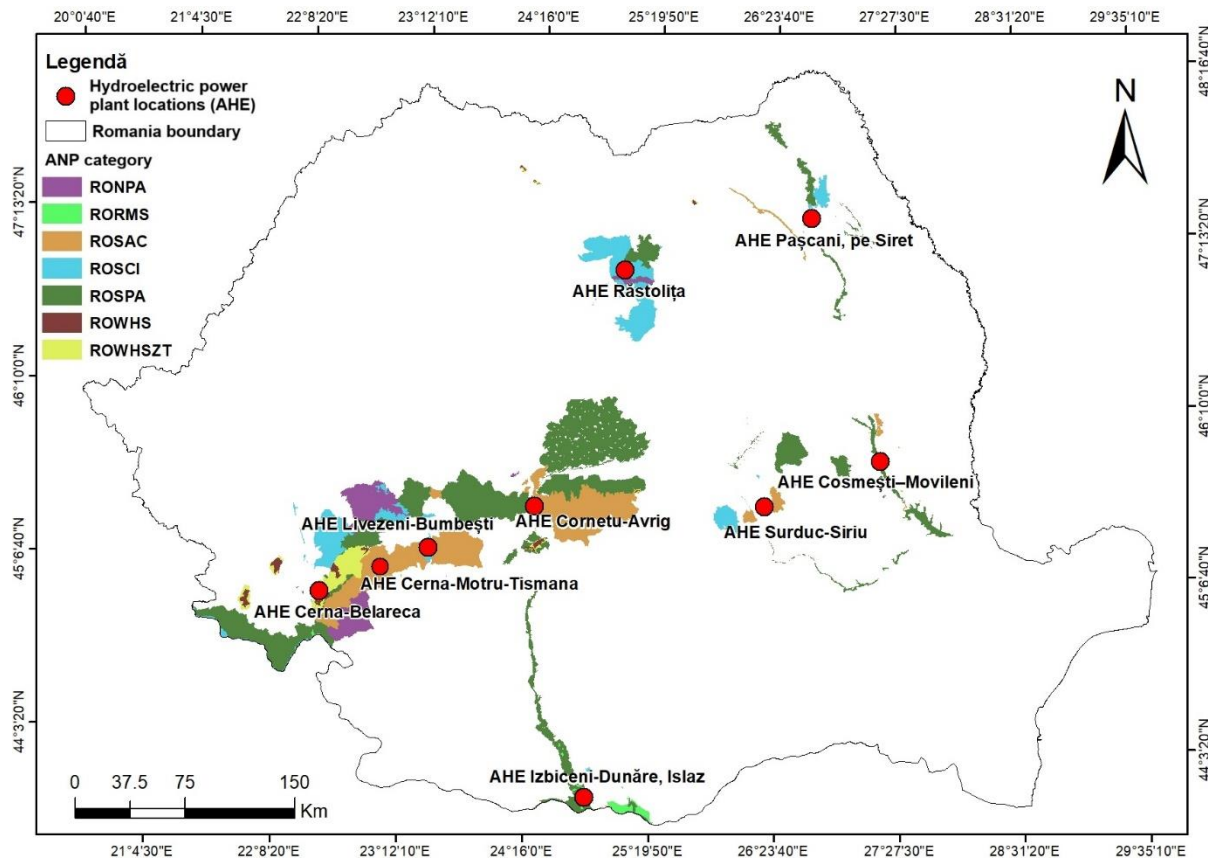 20°0'40"E 21°4'30"E 22°8'20"E 23°12'10"E 24°16'0"E 25°19'50"E 26°23'40"E 27°27'30"E 28°31'20"E 29°35'10"E
48°16'40"N
47°13'20"N
46°10'0"N
45°6'40"N
44°3'20"N
Legendă
Hydroelectric power
plant locations (AHE)
Romania boundary
ANP category
RONPA
RORMS
ROSAC
ROSCI
ROSPA
ROWHS
ROWHSZT
N
AHE Pașcani, pe Siret
AHE Răstolița
AHE Cosmești–Movileni
AHE Livezeni-Bumbești
AHE Cornetu-Avrig
AHE Surduc-Siriu
AHE Cerna-Motru-Tismana
AHE Cerna-Belareca
AHE Izbiceni-Dunăre, Islaz
0 37.5 75 150
Km
47°13'20"N
46°10'0"N
45°6'40"N
44°3'20"N
21°4'30"E 22°8'20"E 23°12'10"E 24°16'0"E 25°19'50"E 26°23'40"E 27°27'30"E 28°31'20"E 29°35'10"E